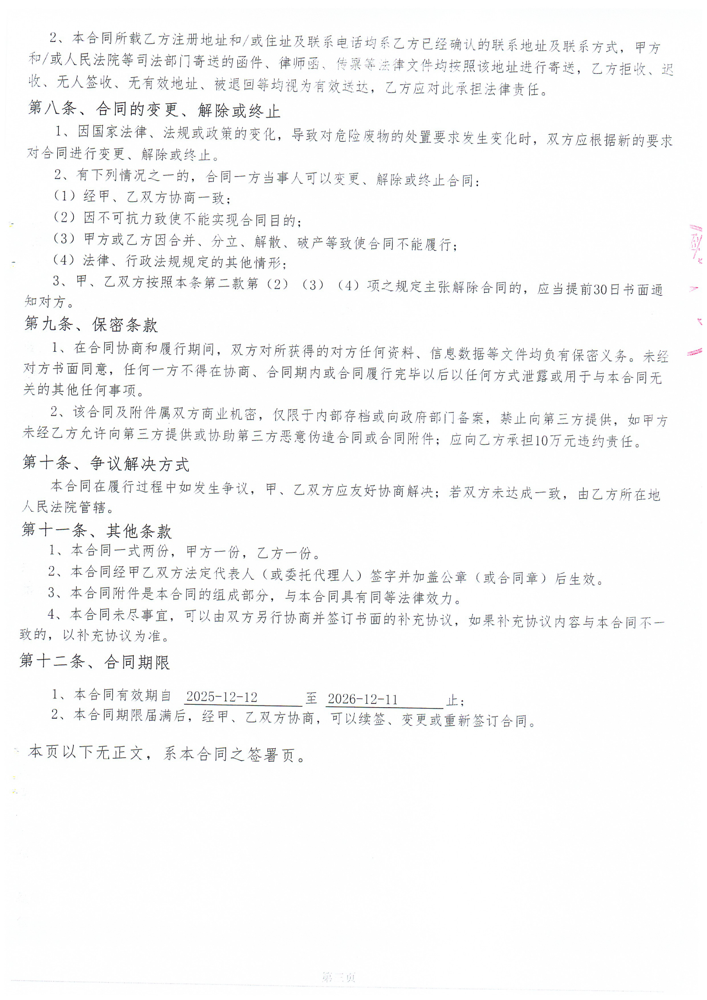 2、本合同所载乙方注册地址和/或住址及联系电话均系乙方已经确认的联系地址及联系方式，甲方
和/或人民法院等司法部门寄送的函件、律师函、传票等法律文件均按照该地址进行寄送，乙方拒收、迟
收、无人签收、无有效地址、被退回等均视为有效送达，乙方应对此承担法律责任。
第八条、合同的变更、解除或终止
1、因国家法律、法规或政策的变化，导致对危险废物的处置要求发生变化时，双方应根据新的要求
对合同进行变更、解除或终止。
2、有下列情况之一的，合同一方当事人可以变更、解除或终止合同：
（1）经甲、乙双方协商一致；
（2）因不可抗力致使不能实现合同目的；
（3）甲方或乙方因合并、分立、解散、破产等致使合同不能履行；
（4）法律、行政法规规定的其他情形；
3、甲、乙双方按照本条第二款第（2）（3）（4）项之规定主张解除合同的，应当提前30日书面通
知对方。
第九条、保密条款
1、在合同协商和履行期间，双方对所获得的对方任何资料、信息数据等文件均负有保密义务。未经
对方书面同意，任何一方不得在协商、合同期内或合同履行完毕以后以任何方式泄露或用于与本合同无
关的其他任何事项。
2、该合同及附件属双方商业机密，仅限于内部存档或向政府部门备案，禁止向第三方提供，如甲方
未经乙方允许向第三方提供或协助第三方恶意伪造合同或合同附件；应向乙方承担10万元违约责任。
第十条、争议解决方式
本合同在履行过程中如发生争议，甲、乙双方应友好协商解决；若双方未达成一致，由乙方所在地
人民法院管辖。
第十一条、其他条款
1、本合同一式两份，甲方一份，乙方一份。
2、本合同经甲乙双方法定代表人（或委托代理人）签字并加盖公章（或合同章）后生效。
3、本合同附件是本合同的组成部分，与本合同具有同等法律效力。
4、本合同未尽事宜，可以由双方另行协商并签订书面的补充协议，如果补充协议内容与本合同不一
致的，以补充协议为准。
第十二条、合同期限
1、本合同有效期自 2025-12-12 至 2026-12-11 止；
2、本合同期限届满后，经甲、乙双方协商，可以续签、变更或重新签订合同。
本页以下无正文，系本合同之签署页。
第三页